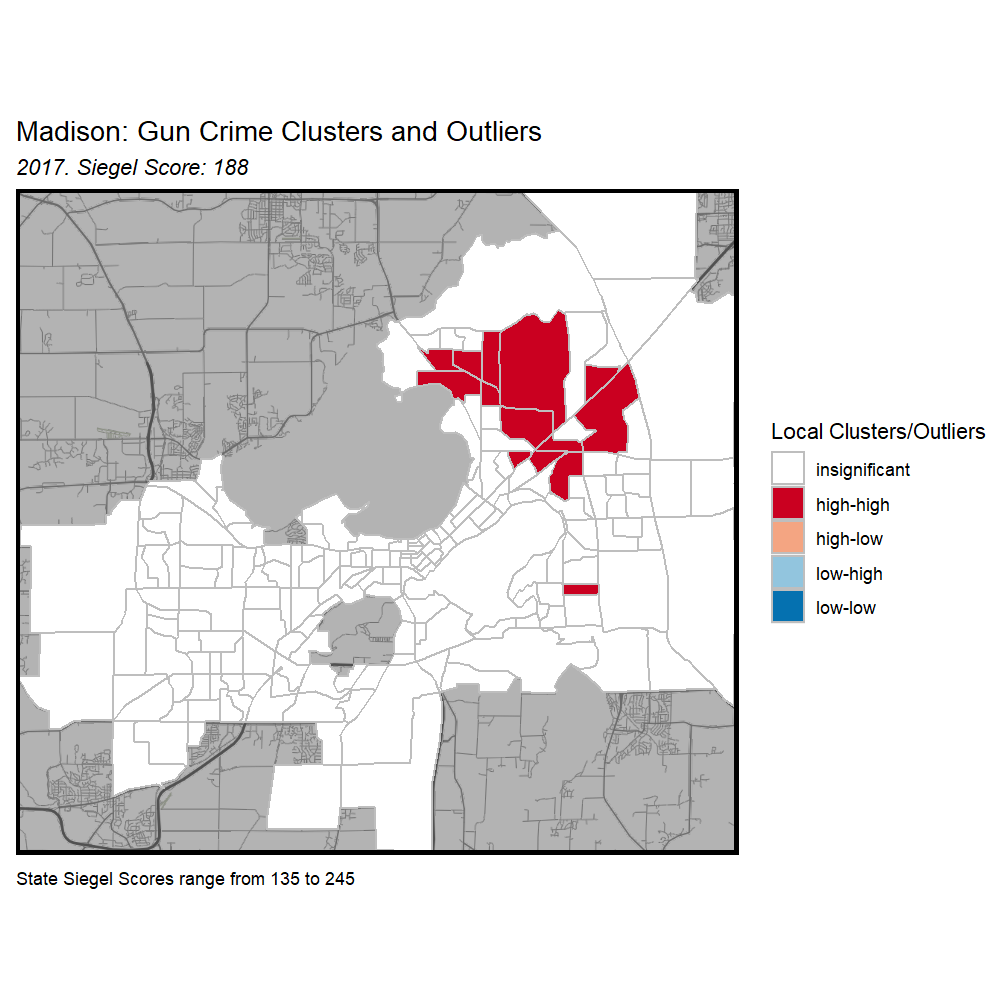 Madison: Gun Crime Clusters and Outliers
2017. Siegel Score: 188
Local Clusters/Outliers
insignificant
high-high
high-low
low-high
low-low
State Siegel Scores range from 135 to 245